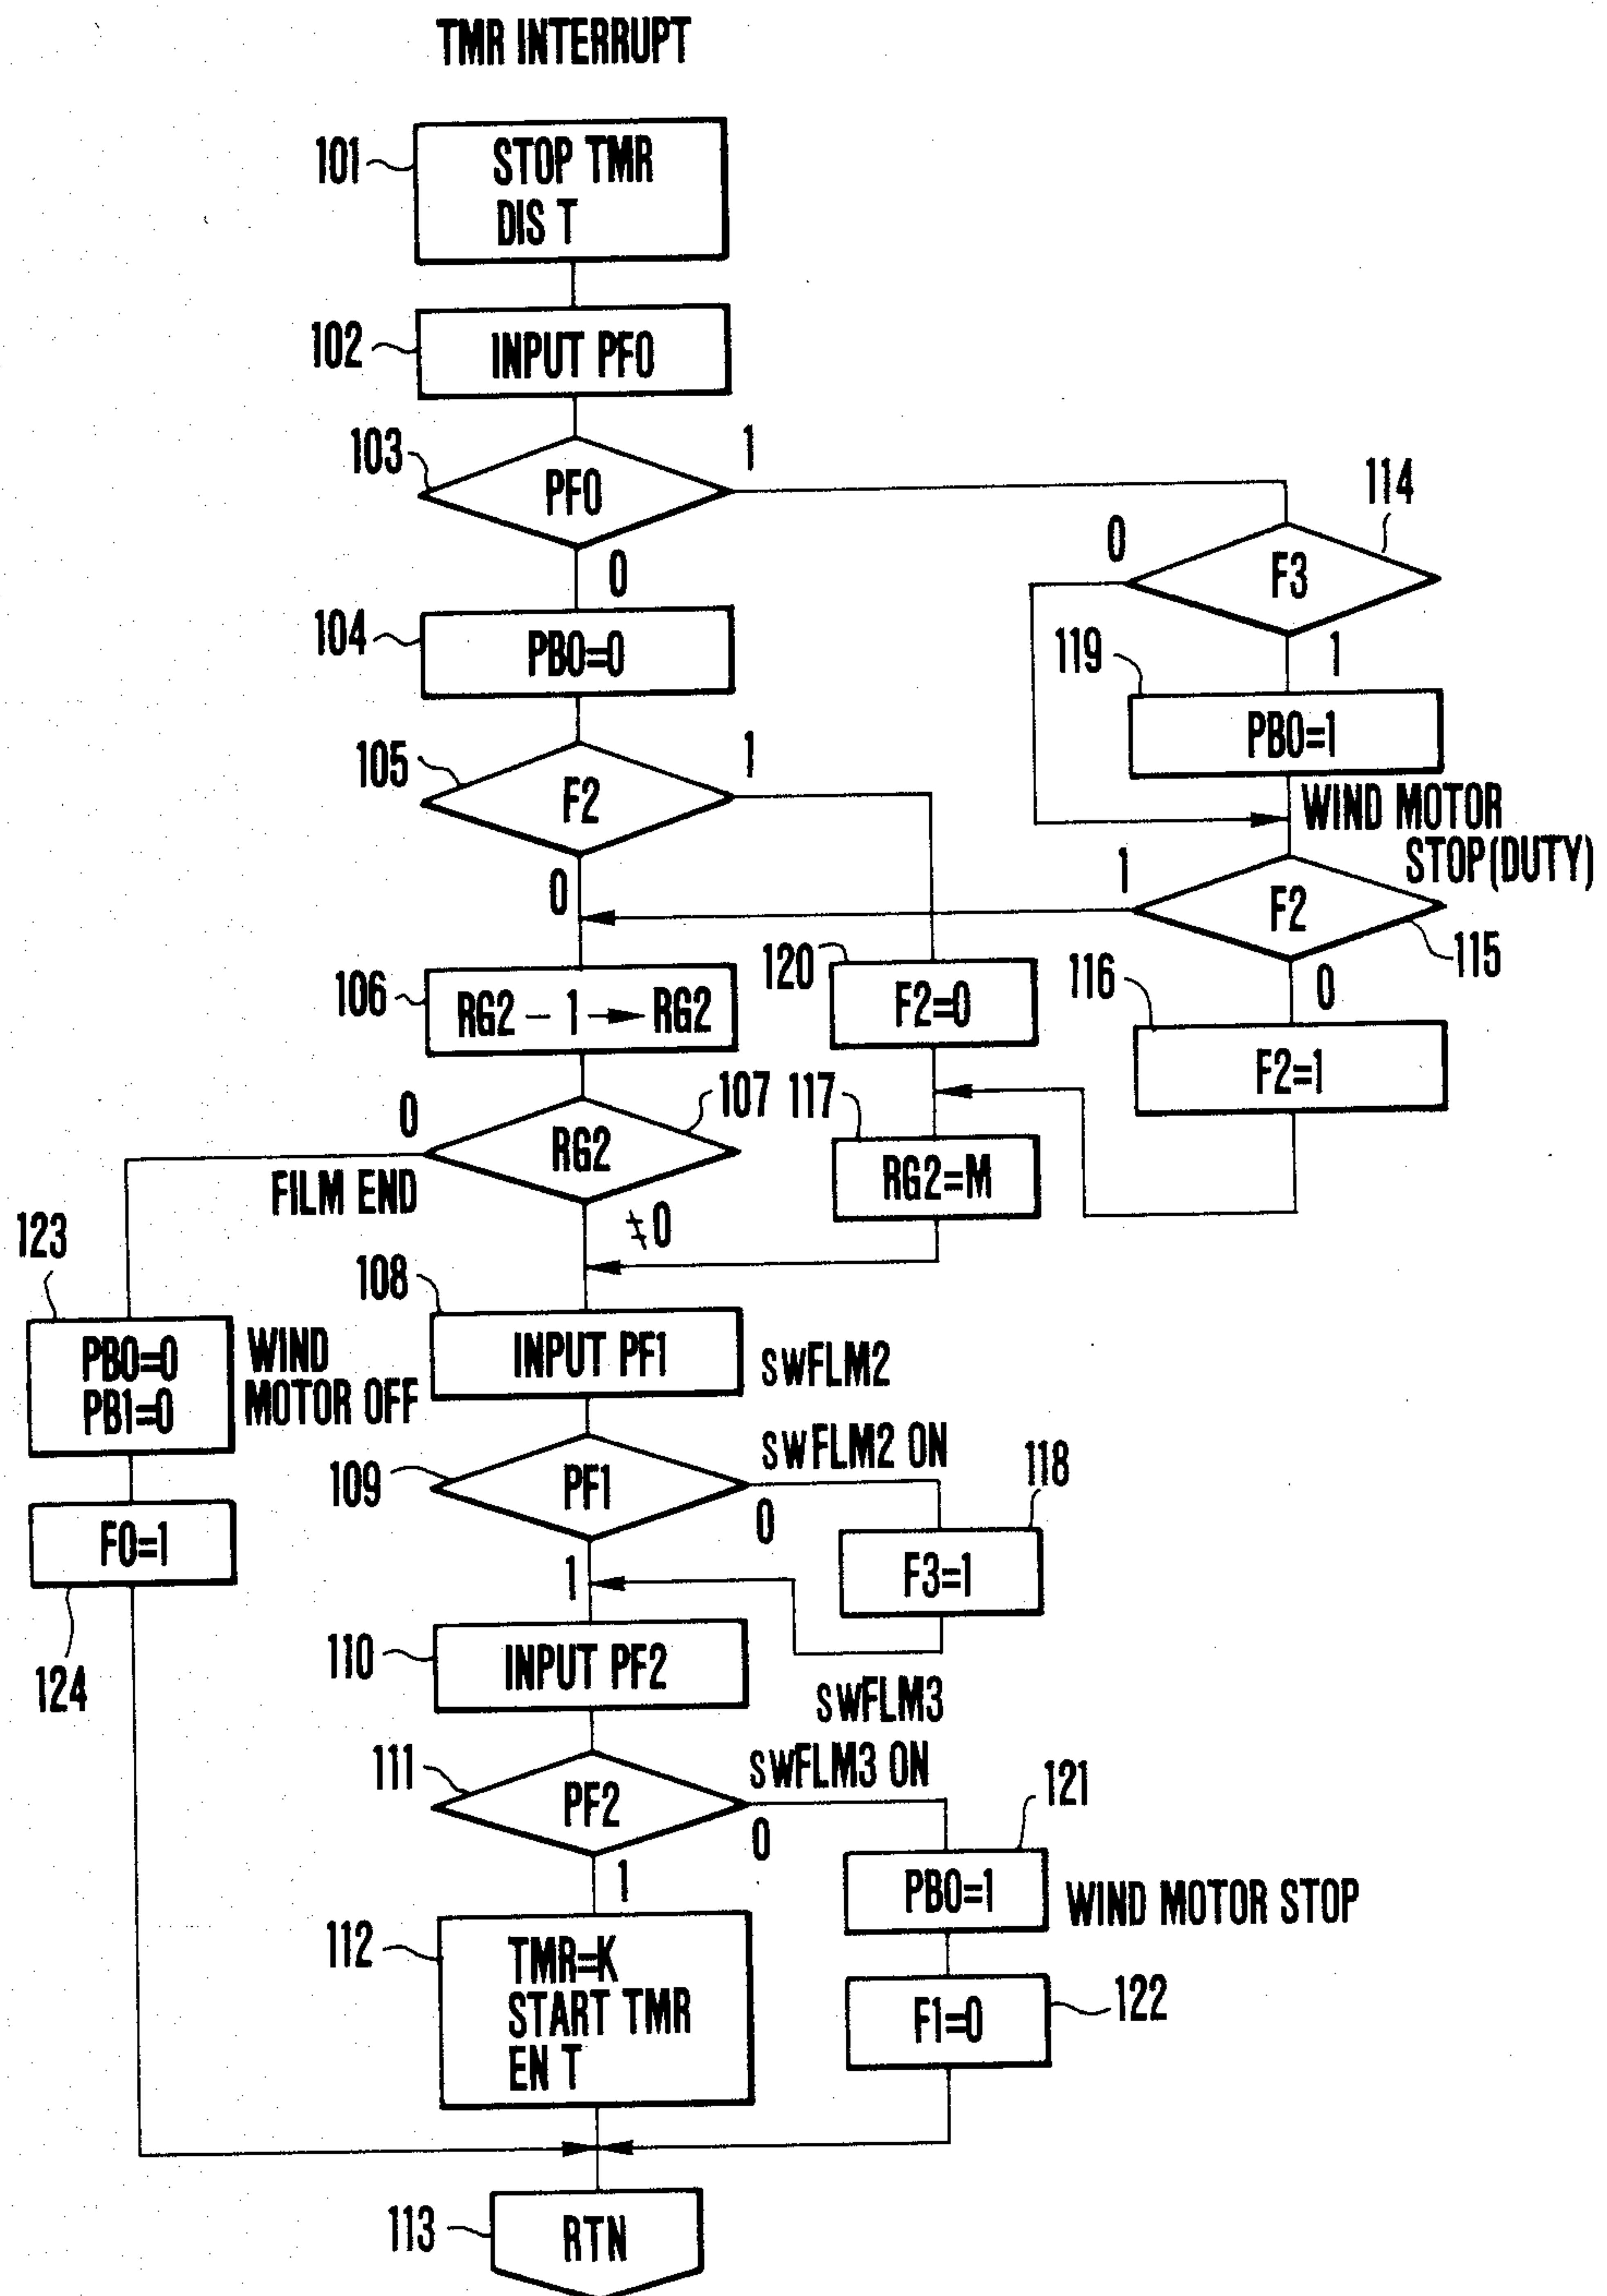 TMR INTERRUPT
101
STOP TMR
DIS T
102
INPUT PF0
103
PF0
1
0
114
F3
0
1
104
PB0=0
119
PB0=1
105
F2
1
0
WIND MOTOR
STOP(DUTY)
F2
1
0
115
106
RG2 - 1 → RG2
120
F2=0
116
F2=1
107
RG2
0
FILM END
≠0
117
RG2=M
123
PB0=0
PB1=0
WIND
MOTOR OFF
108
INPUT PF1
SWFLM2
109
PF1
SWFLM2 ON
0
1
118
F3=1
F0=1
124
110
INPUT PF2
SWFLM3
111
PF2
SWFLM3 ON
0
1
121
PB0=1
WIND MOTOR STOP
112
TMR=K
START TMR
EN T
F1=0
122
113
RTN